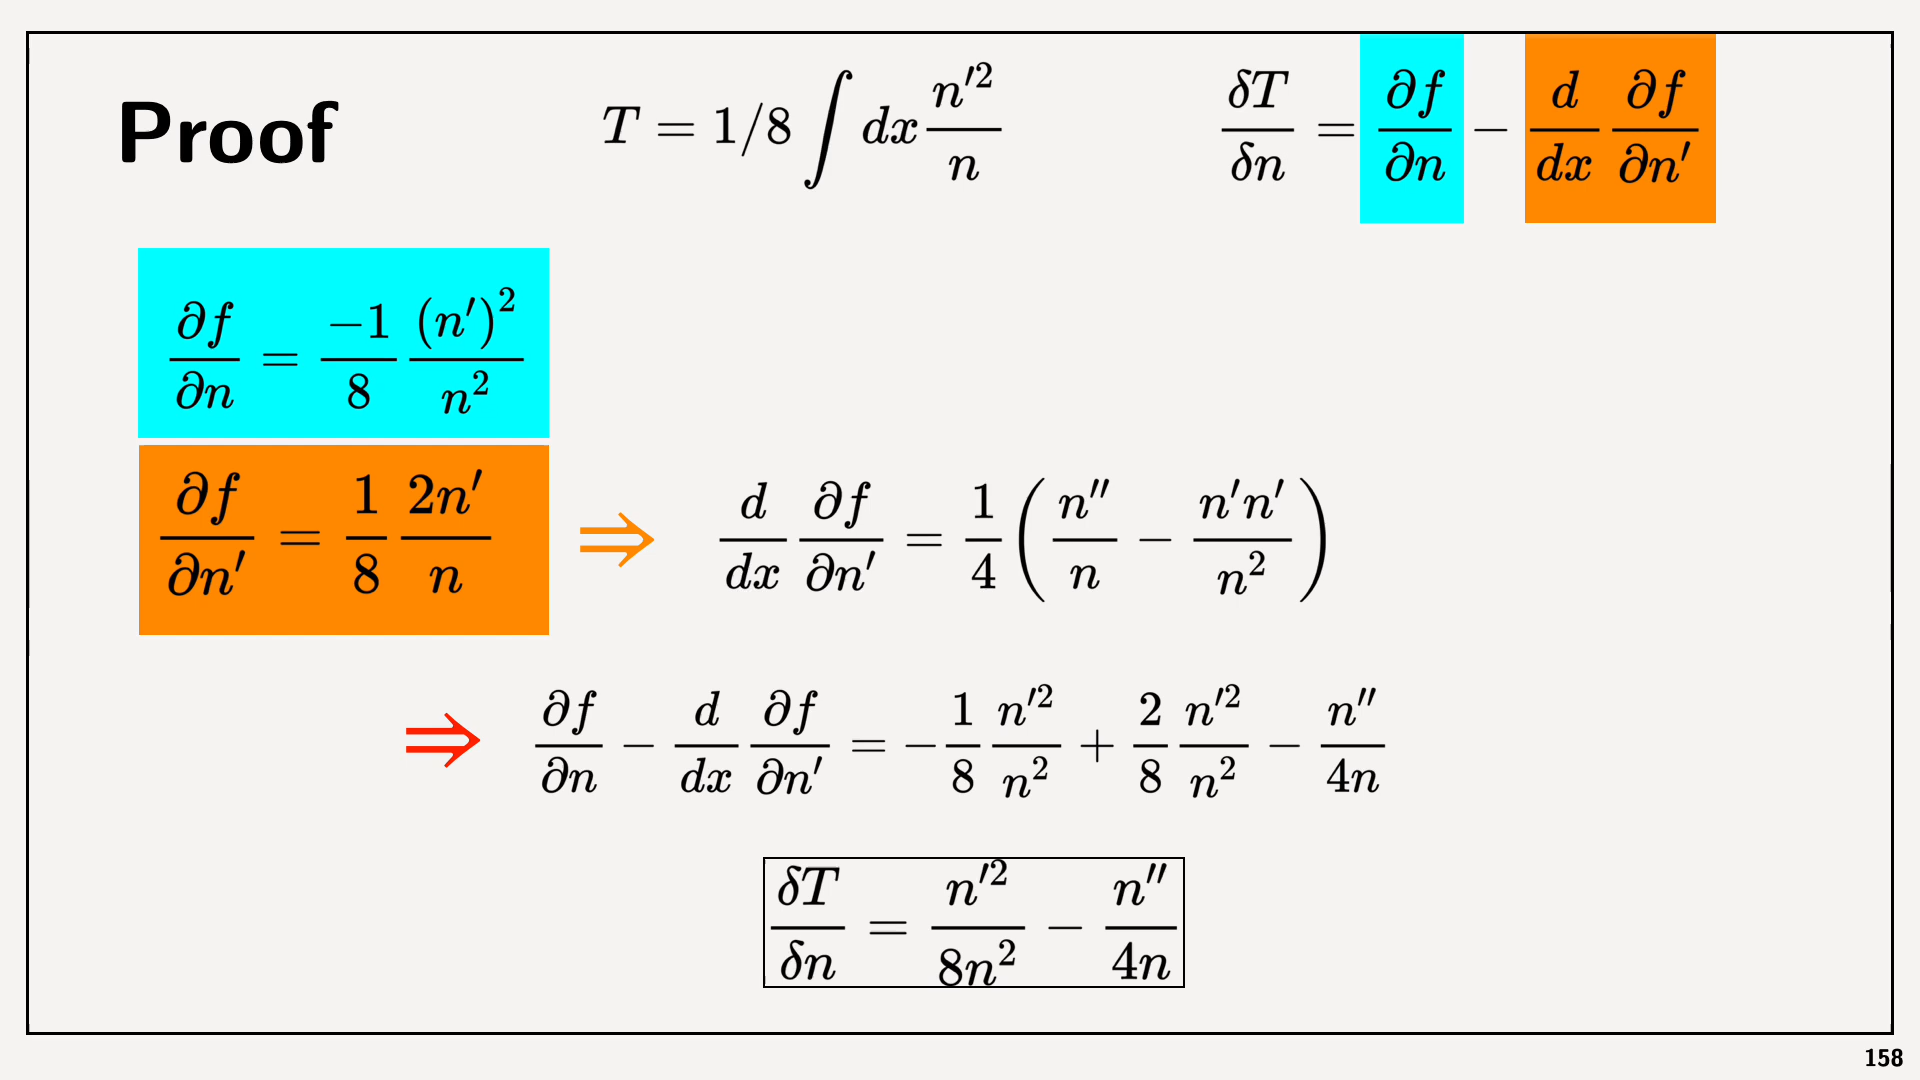 Proof
T = 1/8 ∫ dx n′² / n
δT/δn = ∂f/∂n − d/dx ∂f/∂n′
∂f/∂n = −1/8 (n′)²/n²
∂f/∂n′ = 1/8 2n′/n ⇒ d/dx ∂f/∂n′ = 1/4 ( n″/n − n′n′/n² )
⇒ ∂f/∂n − d/dx ∂f/∂n′ = − 1/8 n′²/n² + 2/8 n′²/n² − n″/4n
δT/δn = n′²/8n² − n″/4n
158